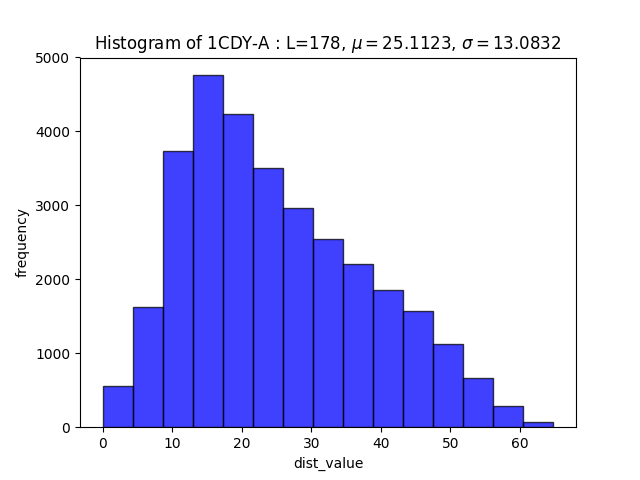 Histogram of 1CDY-A : L=178, μ = 25.1123, σ = 13.0832
5000
4000
3000
2000
1000
0
frequency
0 10 20 30 40 50 60
dist_value